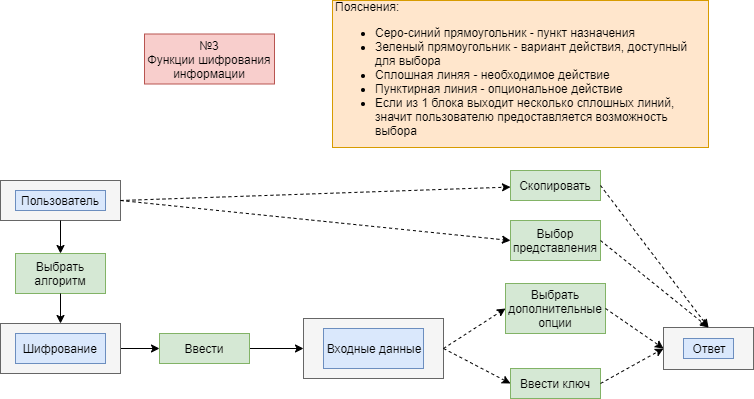 №3
Функции шифрования
информации
Пояснения:
Серо-синий прямоугольник - пункт назначения
Зеленый прямоугольник - вариант действия, доступный
для выбора
Сплошная линяя - необходимое действие
Пунктирная линия - опциональное действие
Если из 1 блока выходит несколько сплошных линий,
значит пользователю предоставляется возможность
выбора
Пользователь
Скопировать
Выбор
представления
Выбрать
алгоритм
Выбрать
дополнительные
опции
Шифрование
Ввести
Входные данные
Ответ
Ввести ключ